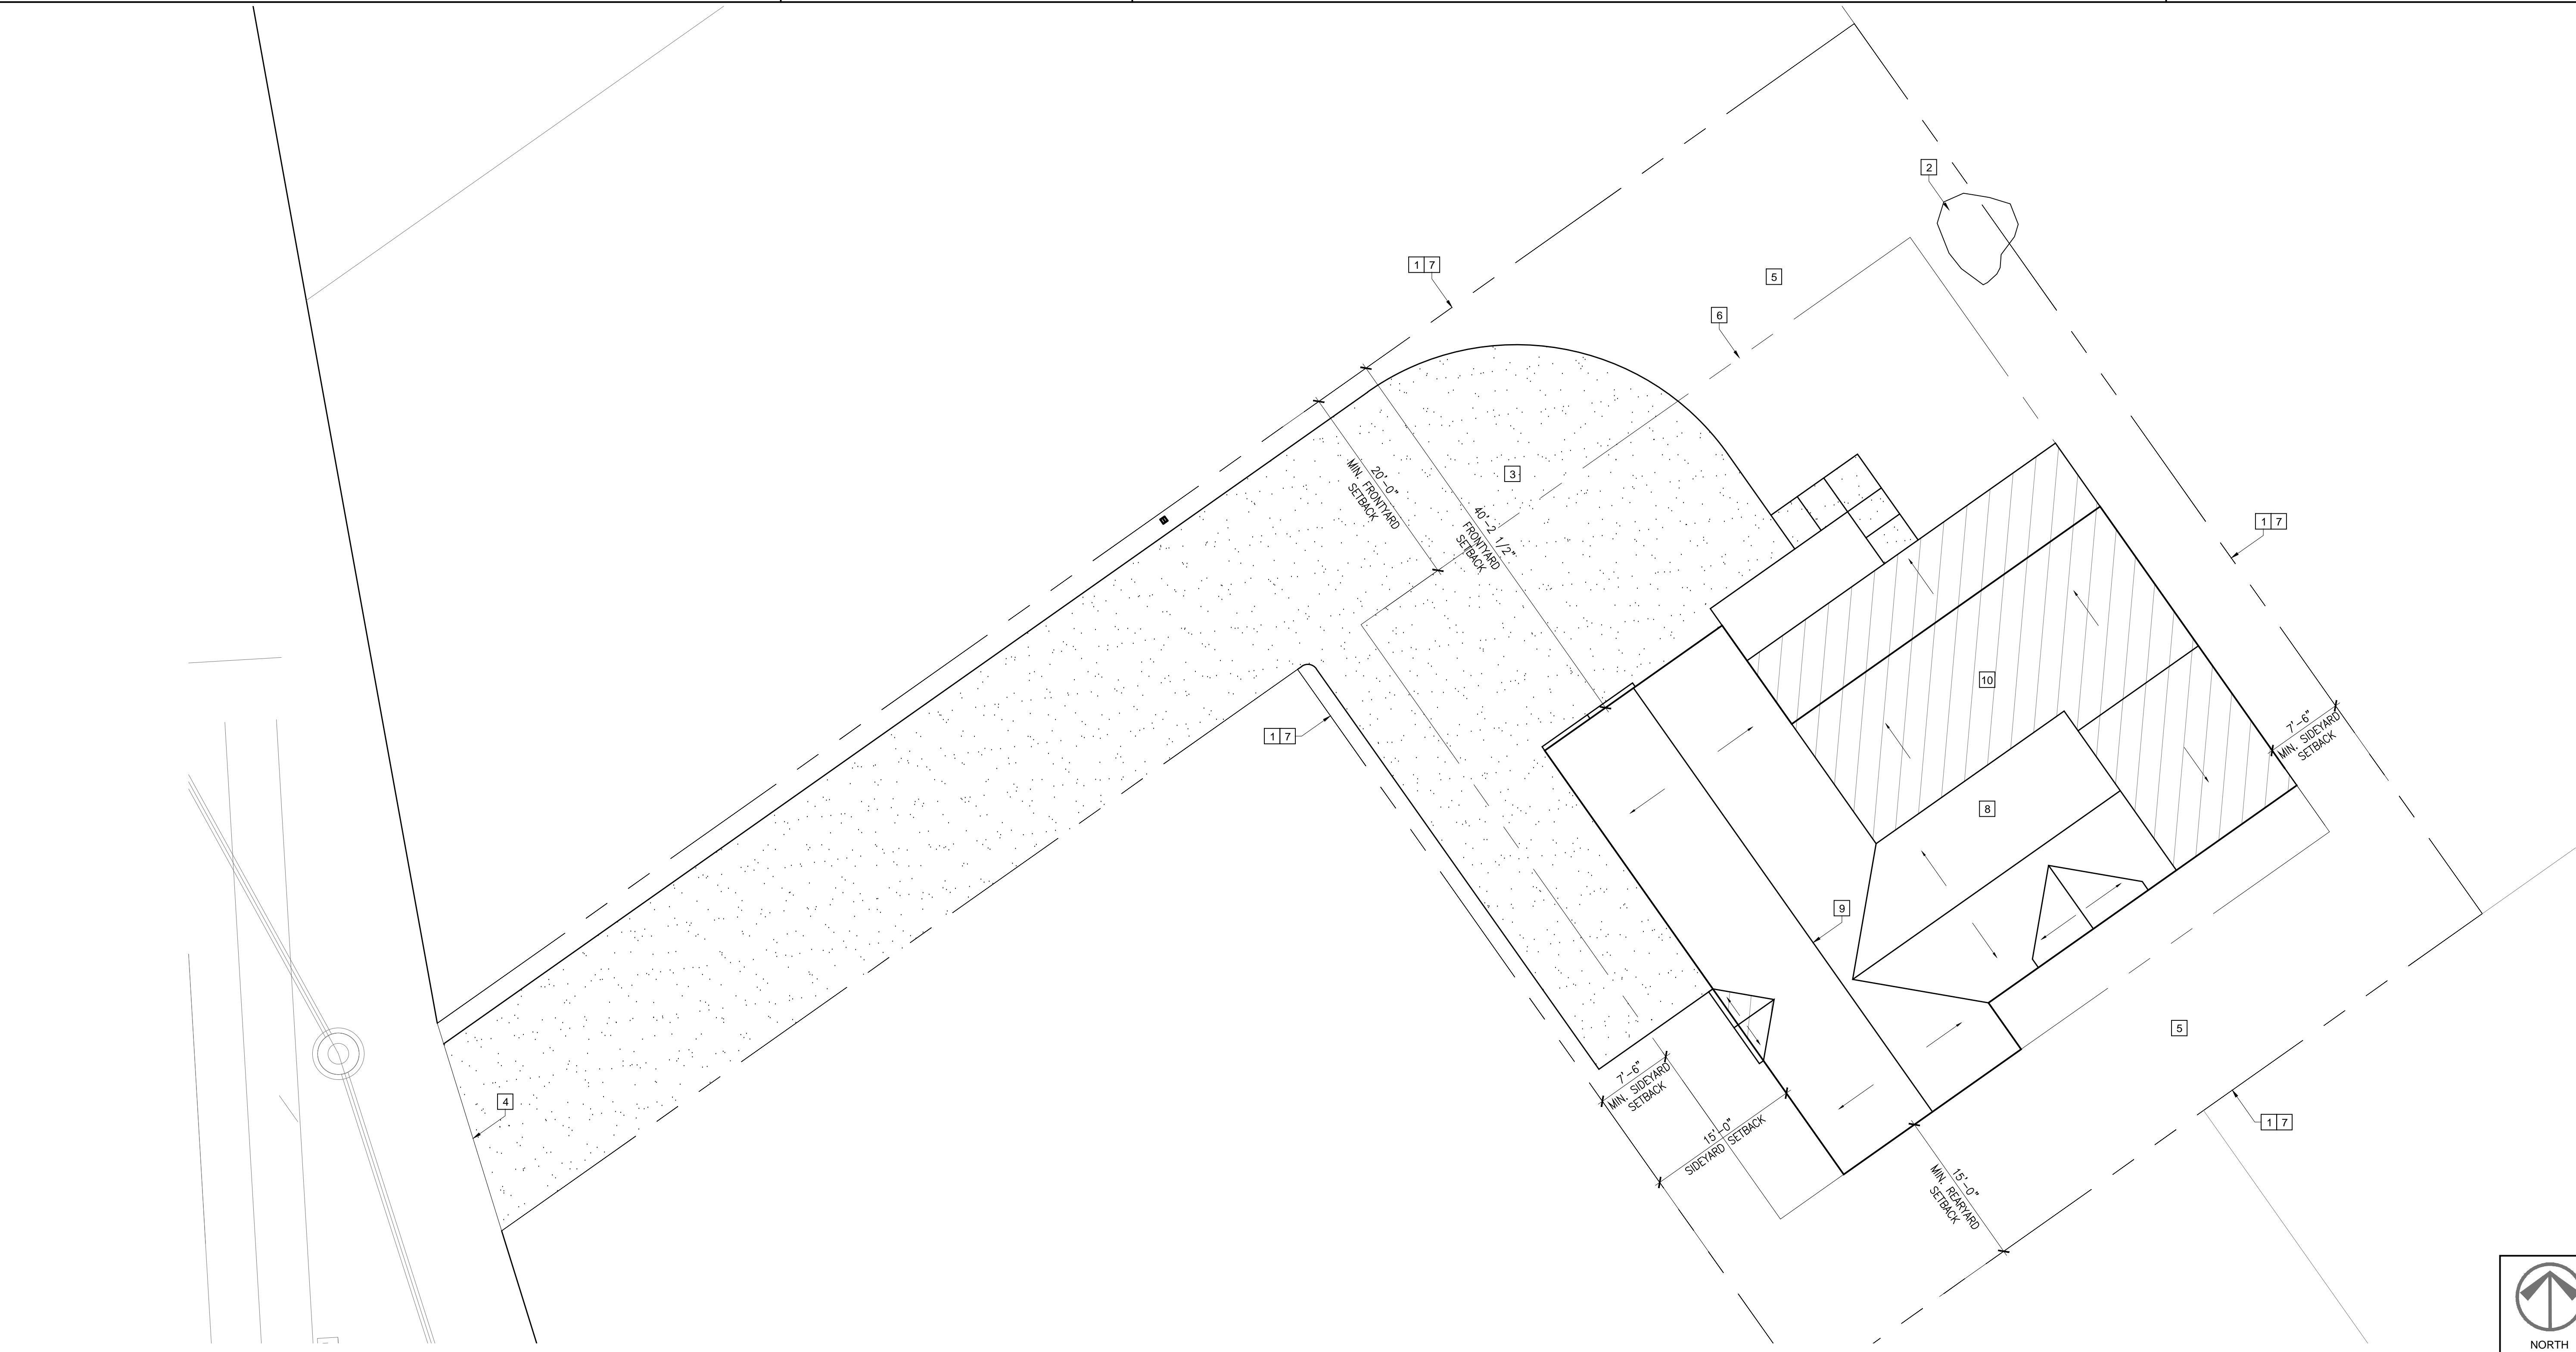 2
1 7
5
6
3
20'-0"
MIN. FRONTYARD
SETBACK
40'-2 1/2"
FRONTYARD
SETBACK
1 7
10
7'-6"
MIN. SIDEYARD
SETBACK
1 7
8
9
5
7'-6"
MIN. SIDEYARD
SETBACK
4
1 7
15'-0"
SIDEYARD SETBACK
15'-0"
MIN. REARYARD
SETBACK
NORTH